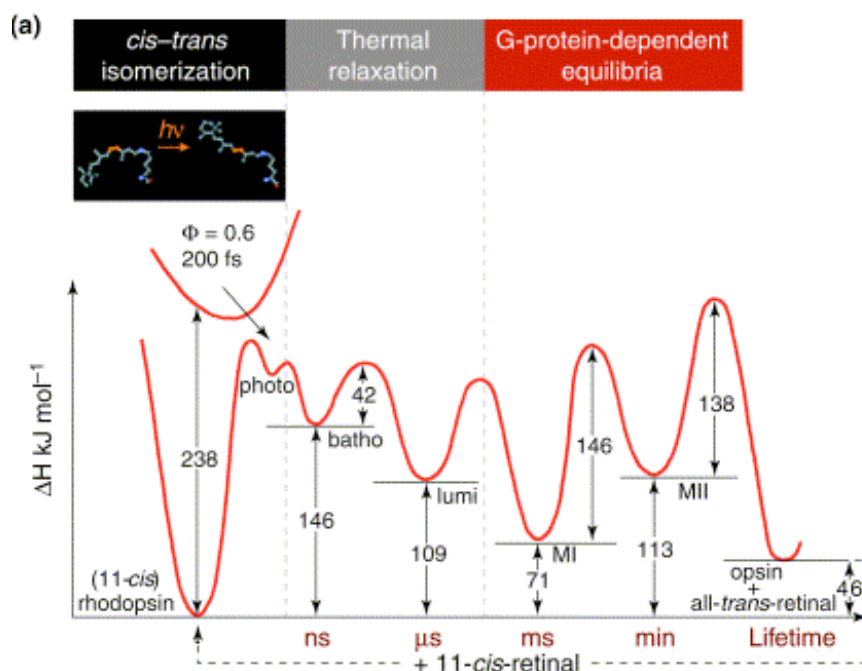 (a)
cis–trans
isomerization
Thermal
relaxation
G-protein-dependent
equilibria
hν
Φ = 0.6
200 fs
ΔH kJ mol⁻¹
238
photo
42
batho
146
lumi
109
146
MI
71
138
MII
113
(11-cis)
rhodopsin
opsin
+
all-trans-retinal
46
ns
μs
ms
min
Lifetime
+ 11-cis-retinal